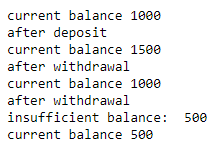 current balance 1000
after deposit
current balance 1500
after withdrawal
current balance 1000
after withdrawal
insufficient balance:  500
current balance 500